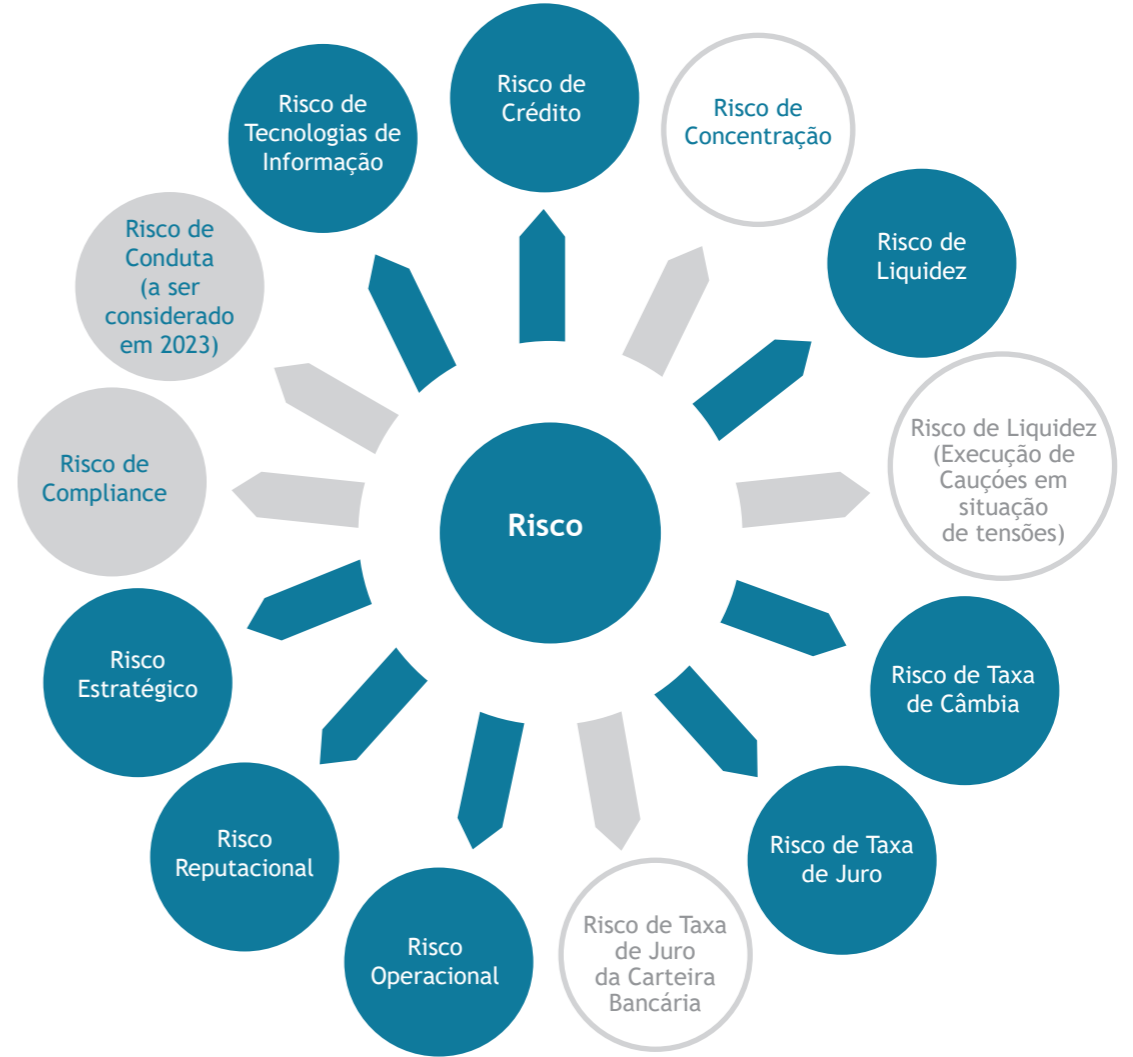 Risco de
Crédito
Risco de
Concentração
Risco de
Liquidez
Risco de Liquidez
(Execução de
Cauçóes em
situação
de tensões)
Risco de Taxa
de Câmbia
Risco de Taxa
de Juro
Risco de Taxa
de Juro
da Carteira
Bancária
Risco
Operacional
Risco
Reputacional
Risco
Estratégico
Risco de
Compliance
Risco de
Conduta
(a ser
considerado
em 2023)
Risco de
Tecnologias de
Informação
Risco